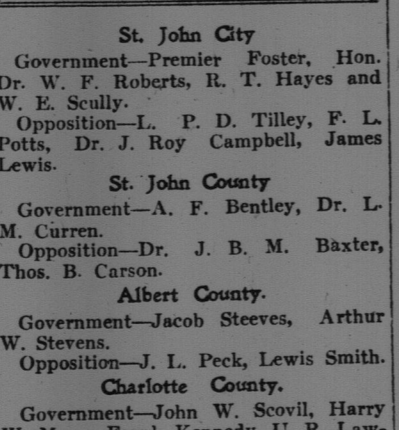 St. John City
Government—Premier Foster, Hon.
Dr. W. F. Roberts, R. T. Hayes and
W. E. Scully.
Opposition—L. P. D. Tilley, F. L.
Potts, Dr. J. Roy Campbell, James
Lewis.
St. John County
Government—A. F. Bentley, Dr. L.
M. Curren.
Opposition—Dr. J. B. M. Baxter,
Thos. B. Carson.
Albert County.
Government—Jacob Steeves, Arthur
W. Stevens.
Opposition—J. L. Peck, Lewis Smith.
Charlotte County.
Government—John W. Scovil, Harry
Kennedy